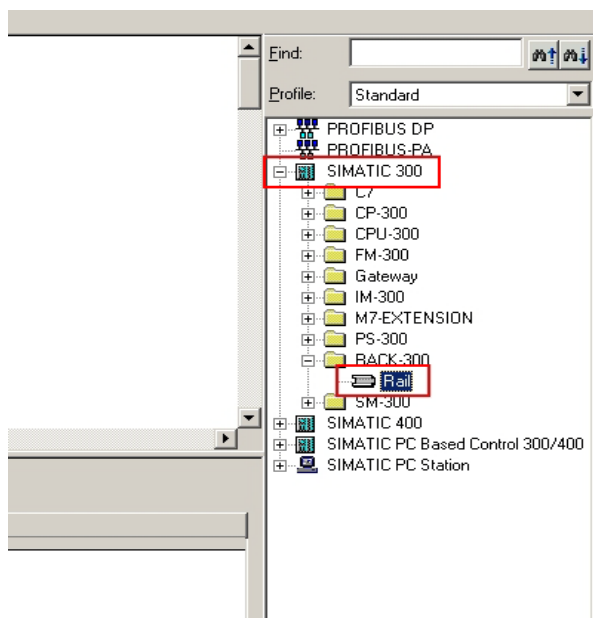 Find:
Profile: Standard
PROFIBUS DP
PROFIBUS-PA
SIMATIC 300
C7
CP-300
CPU-300
FM-300
Gateway
IM-300
M7-EXTENSION
PS-300
RACK-300
Rail
SM-300
SIMATIC 400
SIMATIC PC Based Control 300/400
SIMATIC PC Station